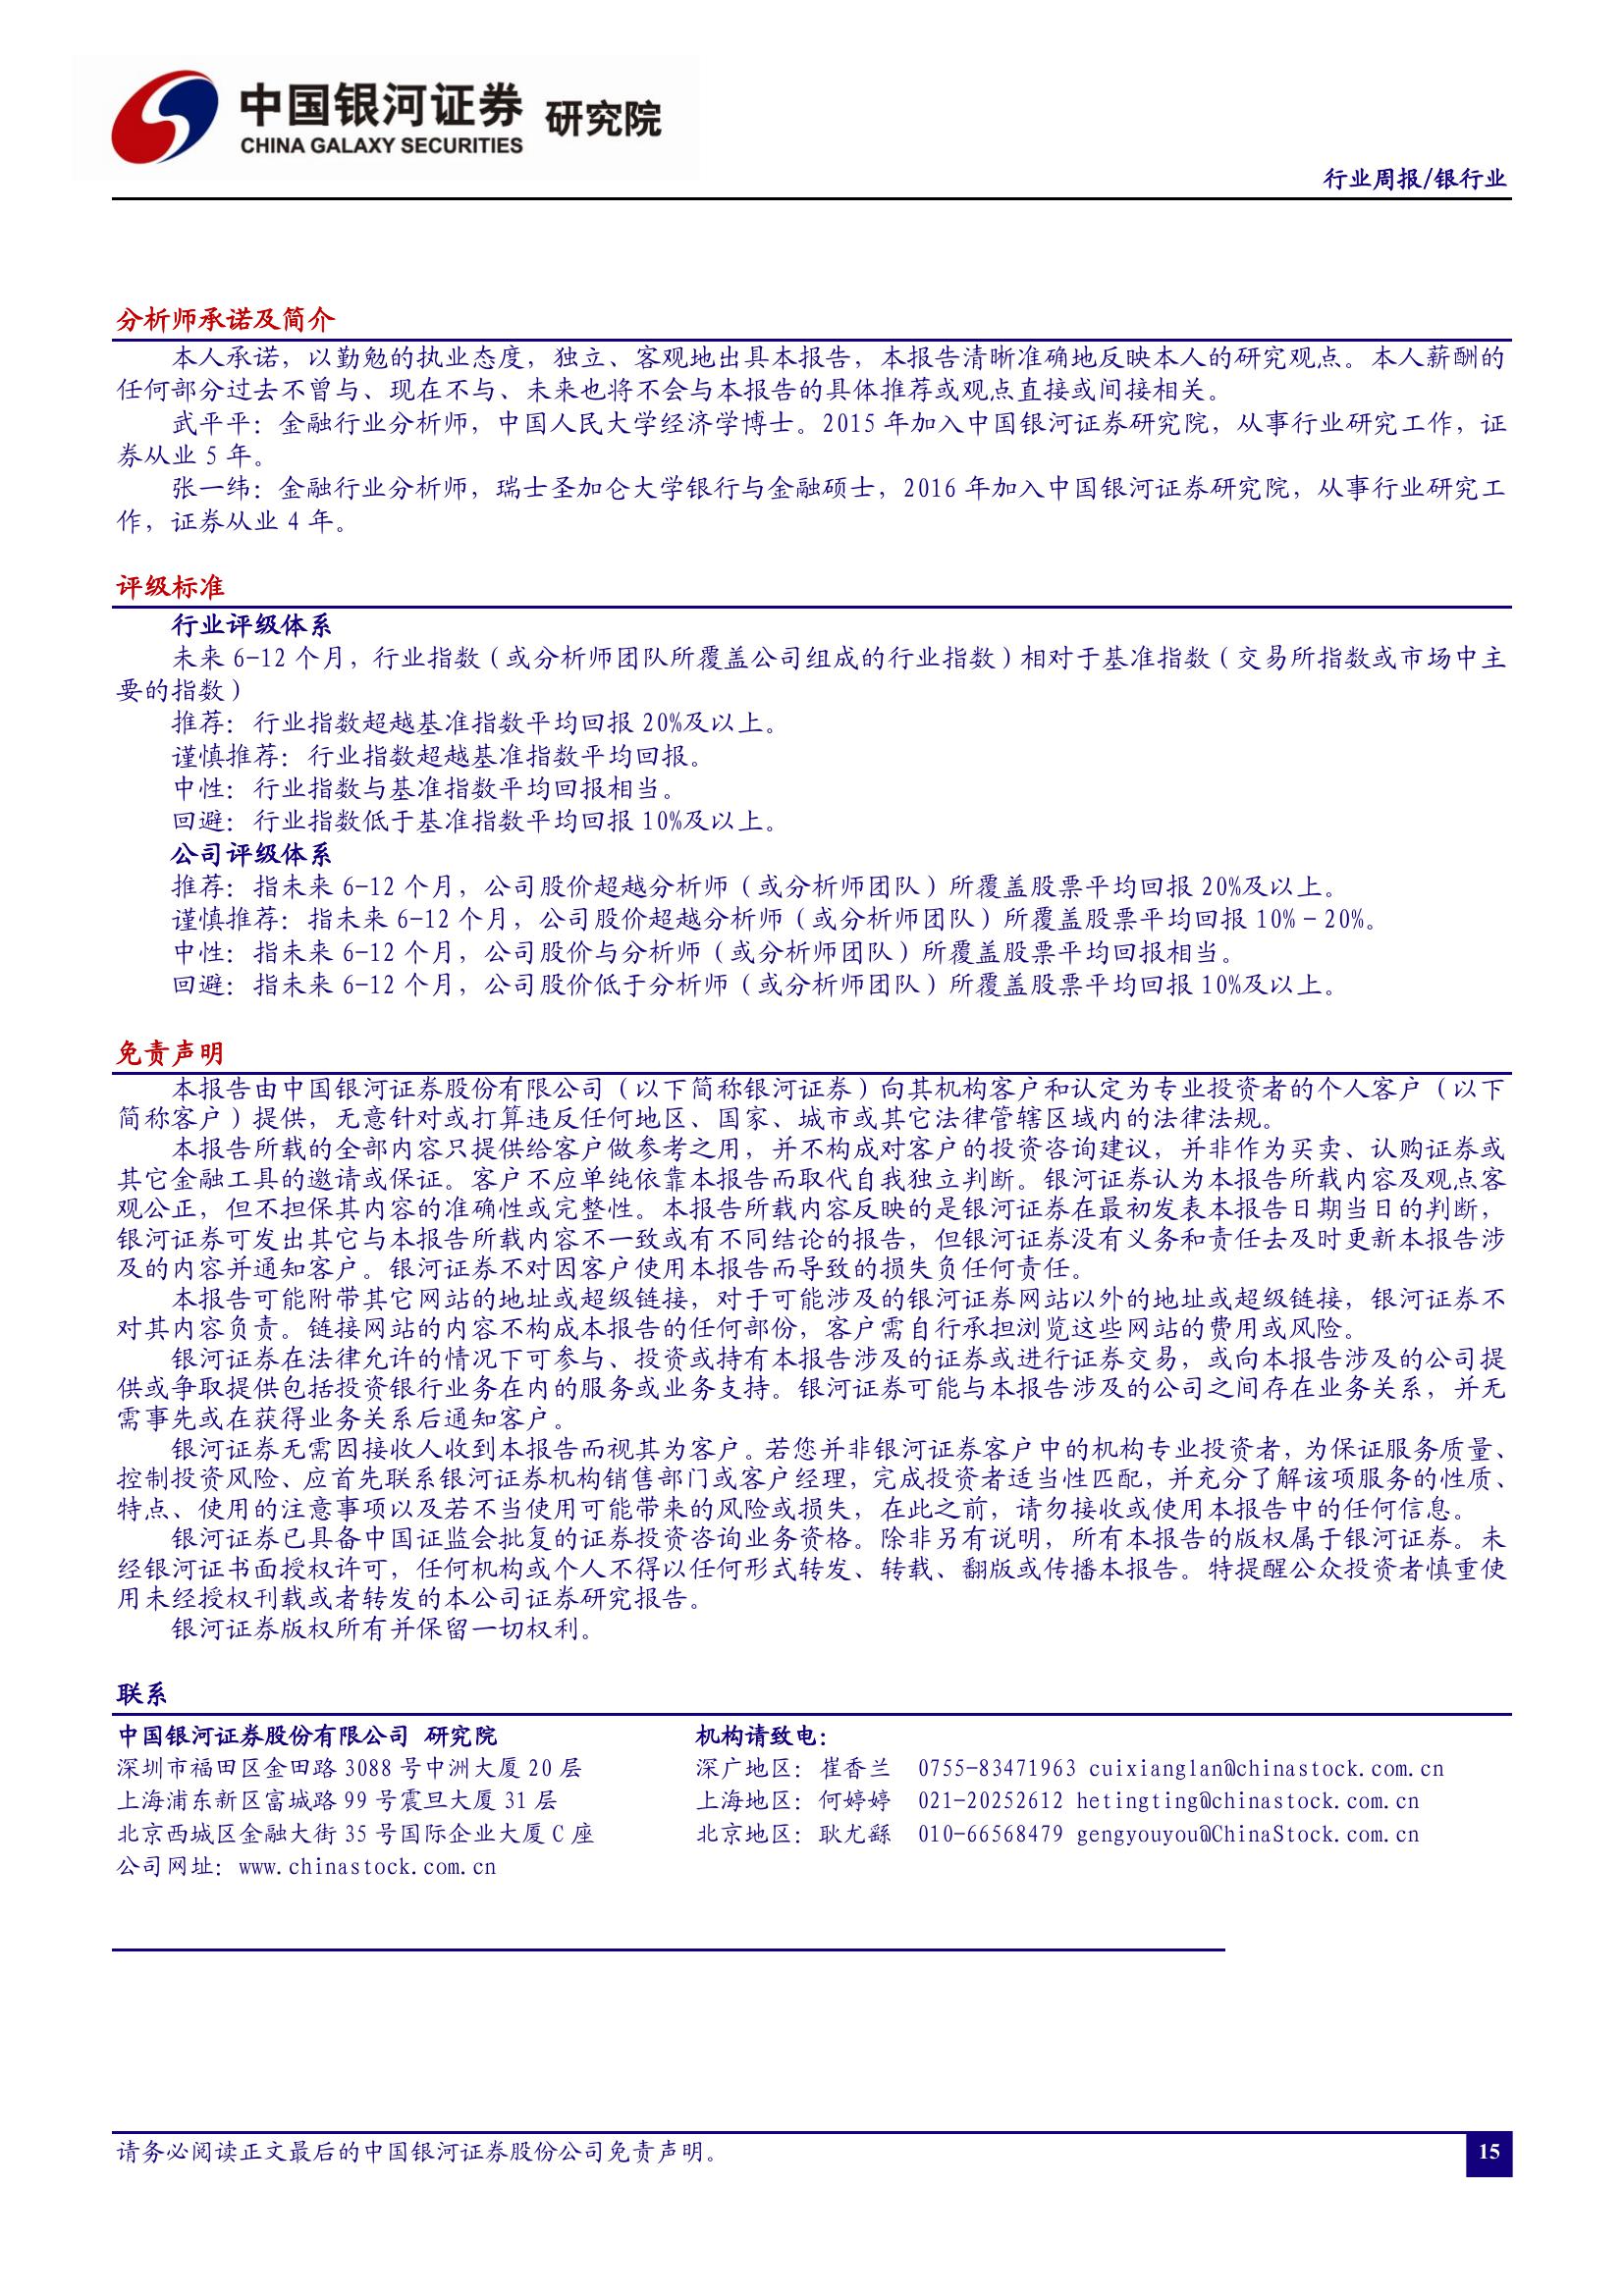 中国银河证券 研究院
CHINA GALAXY SECURITIES
行业周报/银行业
分析师承诺及简介
本人承诺，以勤勉的执业态度，独立、客观地出具本报告，本报告清晰准确地反映本人的研究观点。本人薪酬的
任何部分过去不曾与、现在不与、未来也将不会与本报告的具体推荐或观点直接或间接相关。
武平平：金融行业分析师，中国人民大学经济学博士。2015 年加入中国银河证券研究院，从事行业研究工作，证
券从业 5 年。
张一纬：金融行业分析师，瑞士圣加仑大学银行与金融硕士，2016 年加入中国银河证券研究院，从事行业研究工
作，证券从业 4 年。
评级标准
行业评级体系
未来 6-12 个月，行业指数（或分析师团队所覆盖公司组成的行业指数）相对于基准指数（交易所指数或市场中主
要的指数）
推荐：行业指数超越基准指数平均回报 20%及以上。
谨慎推荐：行业指数超越基准指数平均回报。
中性：行业指数与基准指数平均回报相当。
回避：行业指数低于基准指数平均回报 10%及以上。
公司评级体系
推荐：指未来 6-12 个月，公司股价超越分析师（或分析师团队）所覆盖股票平均回报 20%及以上。
谨慎推荐：指未来 6-12 个月，公司股价超越分析师（或分析师团队）所覆盖股票平均回报 10%－20%。
中性：指未来 6-12 个月，公司股价与分析师（或分析师团队）所覆盖股票平均回报相当。
回避：指未来 6-12 个月，公司股价低于分析师（或分析师团队）所覆盖股票平均回报 10%及以上。
免责声明
本报告由中国银河证券股份有限公司（以下简称银河证券）向其机构客户和认定为专业投资者的个人客户（以下
简称客户）提供，无意针对或打算违反任何地区、国家、城市或其它法律管辖区域内的法律法规。
本报告所载的全部内容只提供给客户做参考之用，并不构成对客户的投资咨询建议，并非作为买卖、认购证券或
其它金融工具的邀请或保证。客户不应单纯依靠本报告而取代自我独立判断。银河证券认为本报告所载内容及观点客
观公正，但不担保其内容的准确性或完整性。本报告所载内容反映的是银河证券在最初发表本报告日期当日的判断，
银河证券可发出其它与本报告所载内容不一致或有不同结论的报告，但银河证券没有义务和责任去及时更新本报告涉
及的内容并通知客户。银河证券不对因客户使用本报告而导致的损失负任何责任。
本报告可能附带其它网站的地址或超级链接，对于可能涉及的银河证券网站以外的地址或超级链接，银河证券不
对其内容负责。链接网站的内容不构成本报告的任何部份，客户需自行承担浏览这些网站的费用或风险。
银河证券在法律允许的情况下可参与、投资或持有本报告涉及的证券或进行证券交易，或向本报告涉及的公司提
供或争取提供包括投资银行业务在内的服务或业务支持。银河证券可能与本报告涉及的公司之间存在业务关系，并无
需事先或在获得业务关系后通知客户。
银河证券无需因接收人收到本报告而视其为客户。若您并非银河证券客户中的机构专业投资者，为保证服务质量、
控制投资风险、应首先联系银河证券机构销售部门或客户经理，完成投资者适当性匹配，并充分了解该项服务的性质、
特点、使用的注意事项以及若不当使用可能带来的风险或损失，在此之前，请勿接收或使用本报告中的任何信息。
银河证券已具备中国证监会批复的证券投资咨询业务资格。除非另有说明，所有本报告的版权属于银河证券。未
经银河证书面授权许可，任何机构或个人不得以任何形式转发、转载、翻版或传播本报告。特提醒公众投资者慎重使
用未经授权刊载或者转发的本公司证券研究报告。
银河证券版权所有并保留一切权利。
联系
中国银河证券股份有限公司 研究院 机构请致电：
深圳市福田区金田路 3088 号中洲大厦 20 层 深广地区：崔香兰 0755-83471963 cuixianglan@chinastock.com.cn
上海浦东新区富城路 99 号震旦大厦 31 层 上海地区：何婷婷 021-20252612 hetingting@chinastock.com.cn
北京西城区金融大街 35 号国际企业大厦 C 座 北京地区：耿尤繇 010-66568479 gengyouyou@ChinaStock.com.cn
公司网址：www.chinastock.com.cn
请务必阅读正文最后的中国银河证券股份公司免责声明。
15